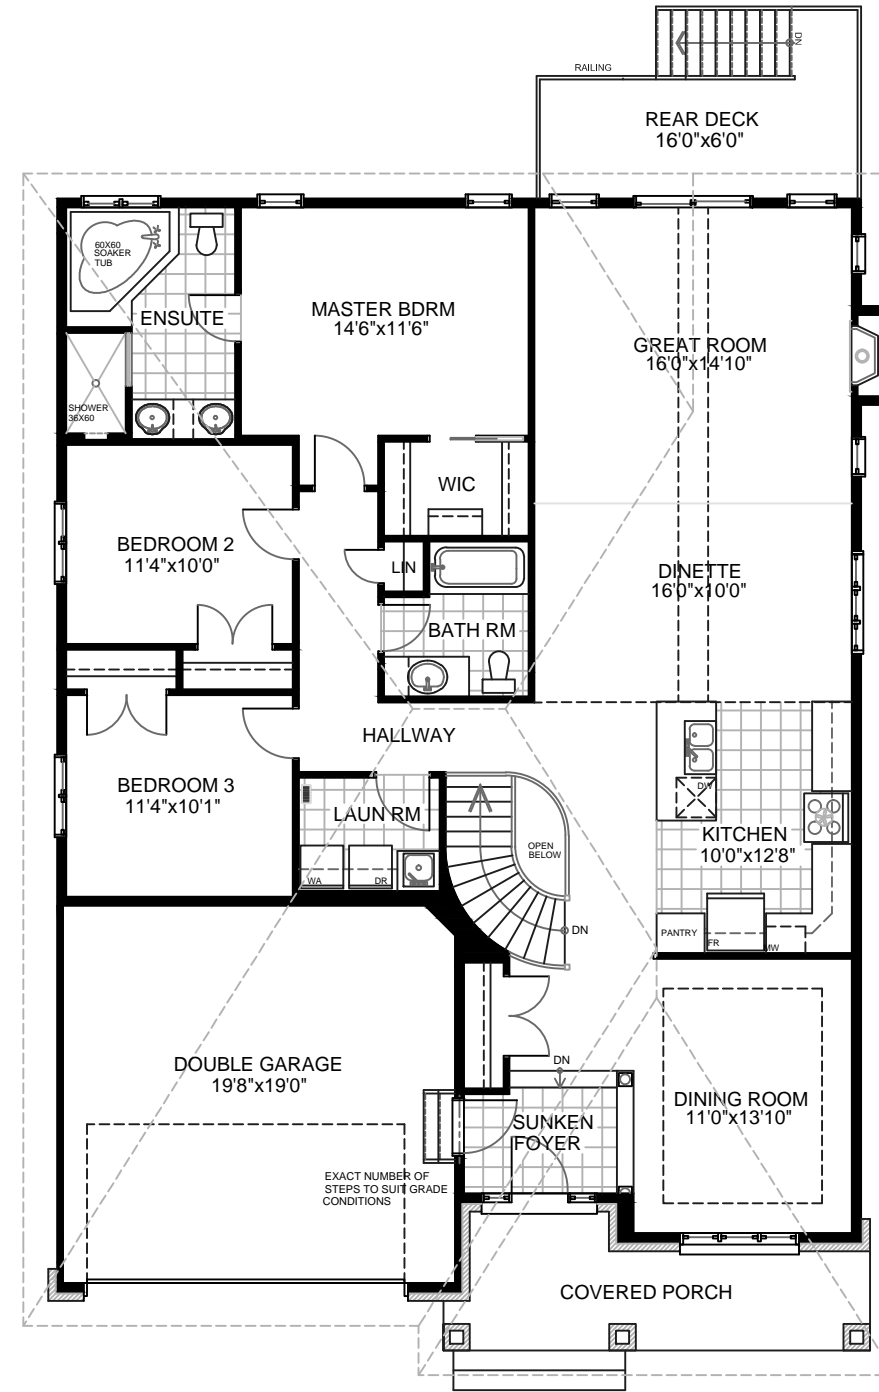 DN
RAILING
REAR DECK
16'0"x6'0"
60X60
SOAKER
TUB
ENSUITE
MASTER BDRM
14'6"x11'6"
GREAT ROOM
16'0"x14'10"
SHOWER
36X60
WIC
BEDROOM 2
11'4"x10'0"
LIN
DINETTE
16'0"x10'0"
BATH RM
HALLWAY
BEDROOM 3
11'4"x10'1"
LAUN RM
WA
DR
OPEN
BELOW
DN
DW
KITCHEN
10'0"x12'8"
PANTRY
FR
MW
DOUBLE GARAGE
19'8"x19'0"
DN
SUNKEN
FOYER
DINING ROOM
11'0"x13'10"
EXACT NUMBER OF
STEPS TO SUIT GRADE
CONDITIONS
COVERED PORCH